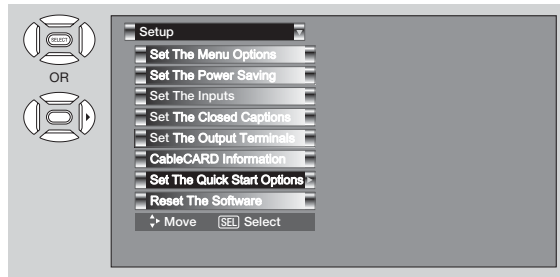 SELECT
OR
Setup
Set The Menu Options
Set The Power Saving
Set The Inputs
Set The Closed Captions
Set The Output Terminals
CableCARD Information
Set The Quick Start Options
Reset The Software
Move SEL Select